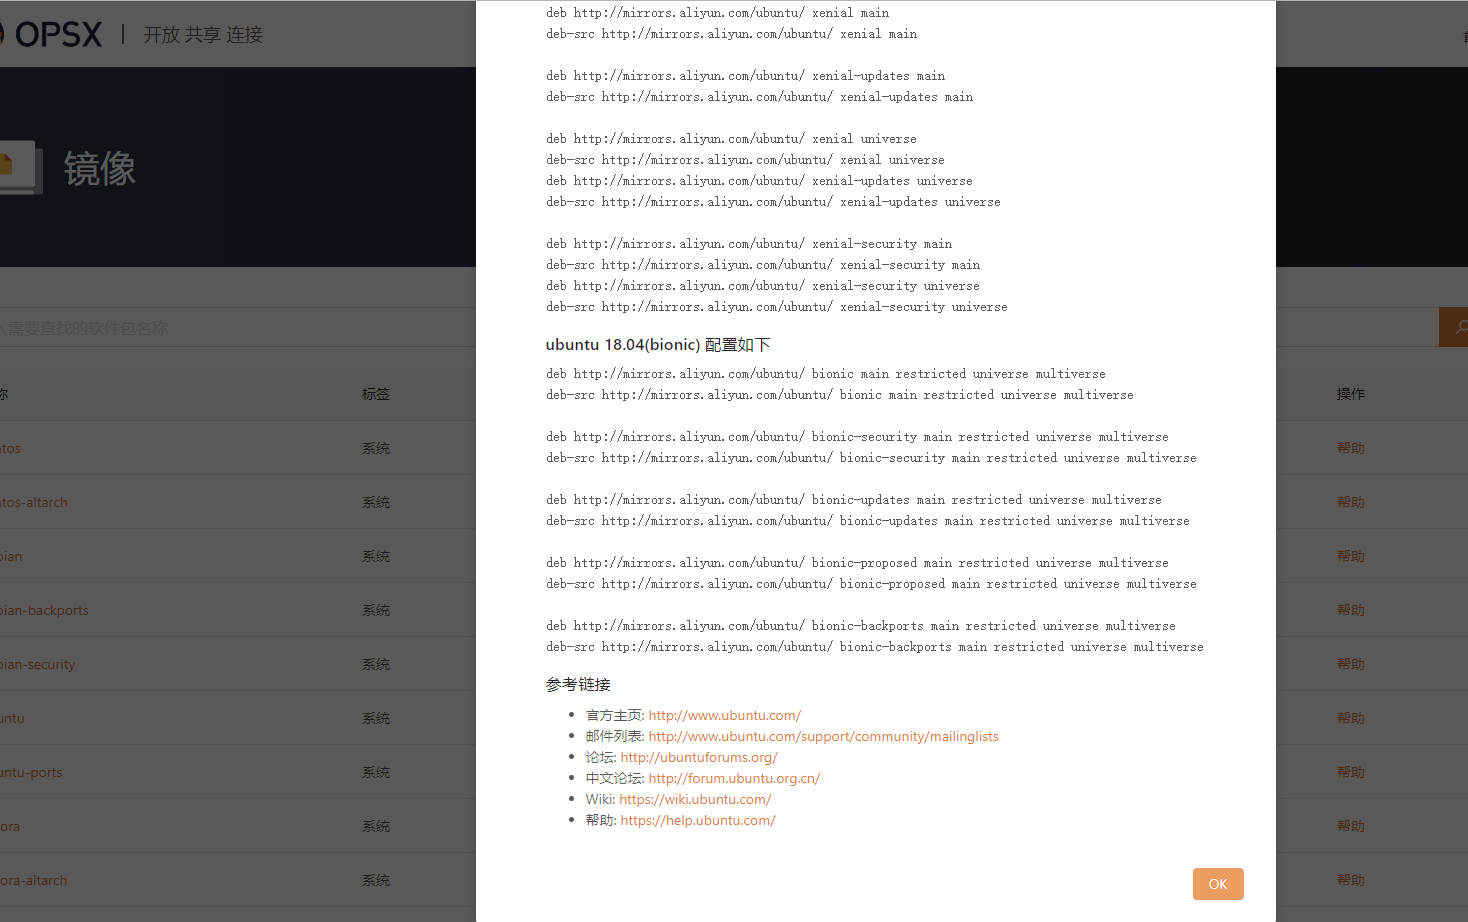 OPSX | 开放 共享 连接
镜像
需要查找的软件包名称
标签
操作
系统
帮助
tos-altarch
系统
帮助
系统
帮助
系统
帮助
系统
帮助
系统
帮助
系统
帮助
系统
帮助
系统
帮助
deb http://mirrors.aliyun.com/ubuntu/ xenial main
deb-src http://mirrors.aliyun.com/ubuntu/ xenial main
deb http://mirrors.aliyun.com/ubuntu/ xenial-updates main
deb-src http://mirrors.aliyun.com/ubuntu/ xenial-updates main
deb http://mirrors.aliyun.com/ubuntu/ xenial universe
deb-src http://mirrors.aliyun.com/ubuntu/ xenial universe
deb http://mirrors.aliyun.com/ubuntu/ xenial-updates universe
deb-src http://mirrors.aliyun.com/ubuntu/ xenial-updates universe
deb http://mirrors.aliyun.com/ubuntu/ xenial-security main
deb-src http://mirrors.aliyun.com/ubuntu/ xenial-security main
deb http://mirrors.aliyun.com/ubuntu/ xenial-security universe
deb-src http://mirrors.aliyun.com/ubuntu/ xenial-security universe
ubuntu 18.04(bionic) 配置如下
deb http://mirrors.aliyun.com/ubuntu/ bionic main restricted universe multiverse
deb-src http://mirrors.aliyun.com/ubuntu/ bionic main restricted universe multiverse
deb http://mirrors.aliyun.com/ubuntu/ bionic-security main restricted universe multiverse
deb-src http://mirrors.aliyun.com/ubuntu/ bionic-security main restricted universe multiverse
deb http://mirrors.aliyun.com/ubuntu/ bionic-updates main restricted universe multiverse
deb-src http://mirrors.aliyun.com/ubuntu/ bionic-updates main restricted universe multiverse
deb http://mirrors.aliyun.com/ubuntu/ bionic-proposed main restricted universe multiverse
deb-src http://mirrors.aliyun.com/ubuntu/ bionic-proposed main restricted universe multiverse
deb http://mirrors.aliyun.com/ubuntu/ bionic-backports main restricted universe multiverse
deb-src http://mirrors.aliyun.com/ubuntu/ bionic-backports main restricted universe multiverse
参考链接
官方主页: http://www.ubuntu.com/
邮件列表: http://www.ubuntu.com/support/community/mailinglists
论坛: http://ubuntuforums.org/
中文论坛: http://forum.ubuntu.org.cn/
Wiki: https://wiki.ubuntu.com/
帮助: https://help.ubuntu.com/
OK